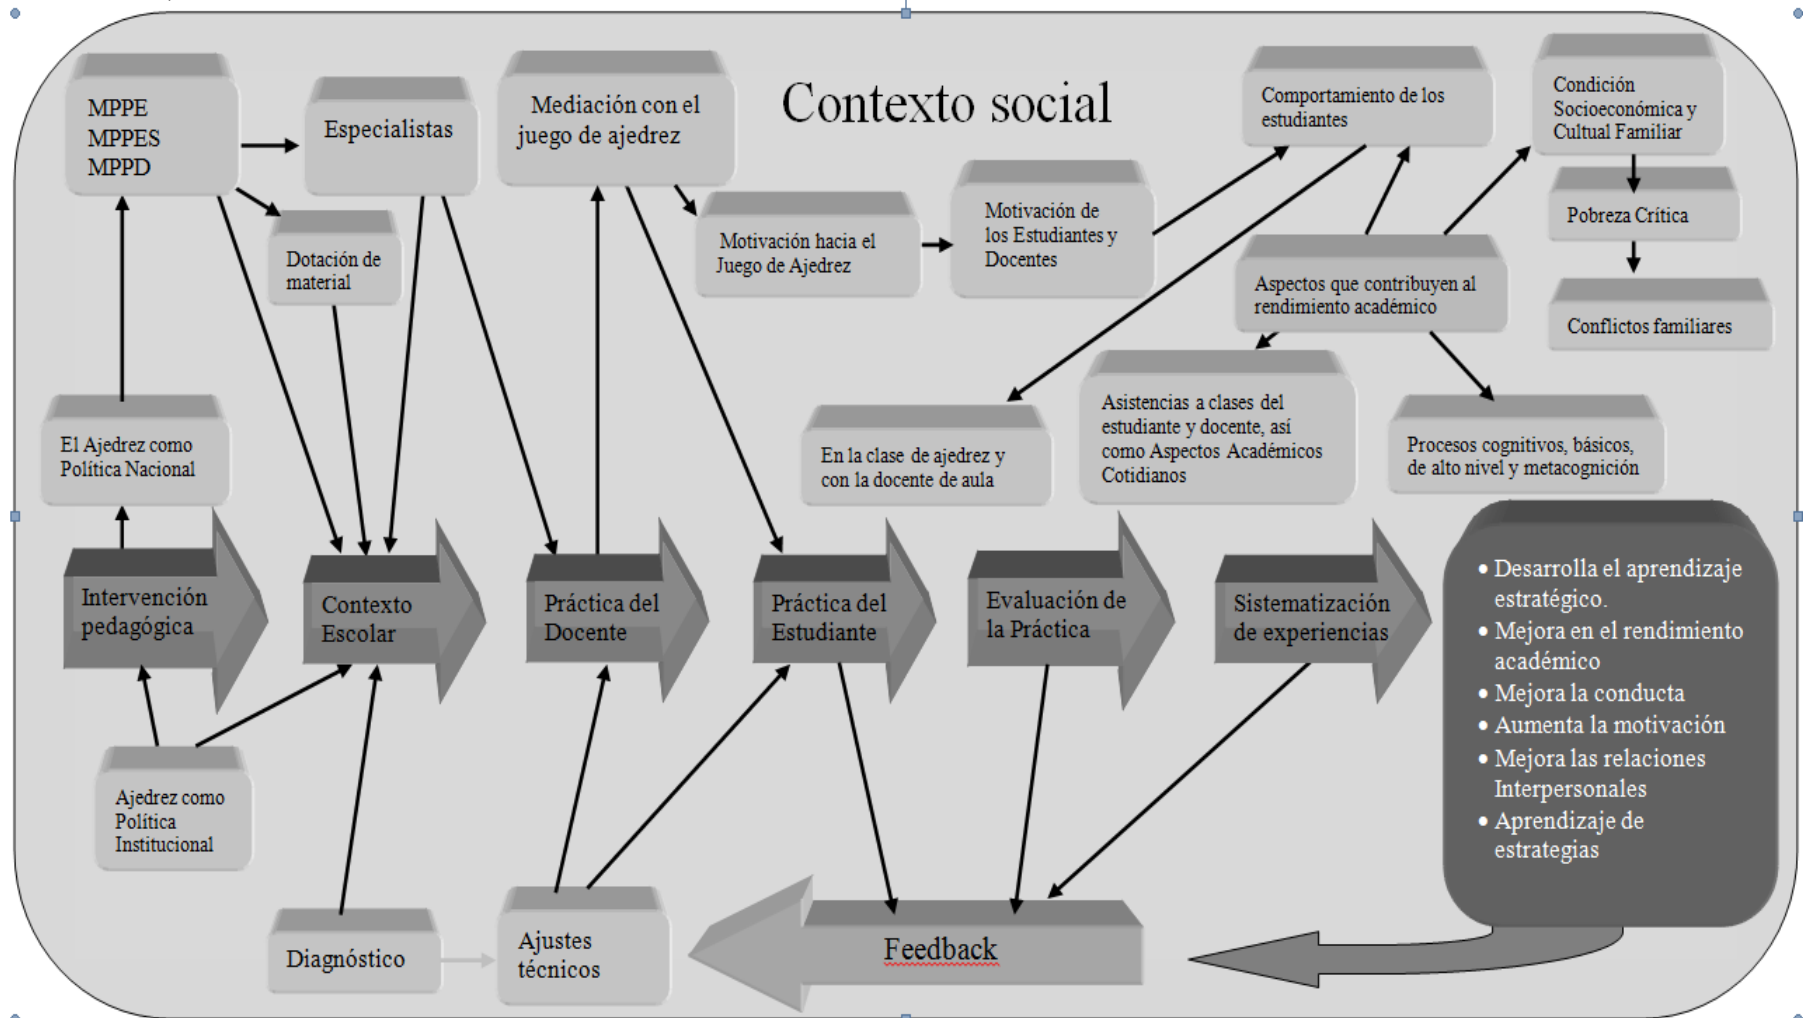 Contexto social
MPPE
MPPES
MPPD
Especialistas
Mediación con el
juego de ajedrez
Comportamiento de los
estudiantes
Condición
Socioeconómica y
Cultual Familiar
Dotación de
material
Motivación hacia el
Juego de Ajedrez
Motivación de
los Estudiantes y
Docentes
Pobreza Crítica
Aspectos que contribuyen al
rendimiento académico
Conflictos familiares
El Ajedrez como
Política Nacional
En la clase de ajedrez y
con la docente de aula
Asistencias a clases del
estudiante y docente, así
como Aspectos Académicos
Cotidianos
Procesos cognitivos, básicos,
de alto nivel y metacognición
Intervención
pedagógica
Contexto
Escolar
Práctica del
Docente
Práctica del
Estudiante
Evaluación de
la Práctica
Sistematización
de experiencias
• Desarrolla el aprendizaje
estratégico.
• Mejora en el rendimiento
académico
• Mejora la conducta
• Aumenta la motivación
• Mejora las relaciones
Interpersonales
• Aprendizaje de
estrategias
Ajedrez como
Política
Institucional
Diagnóstico
Ajustes
técnicos
Feedback